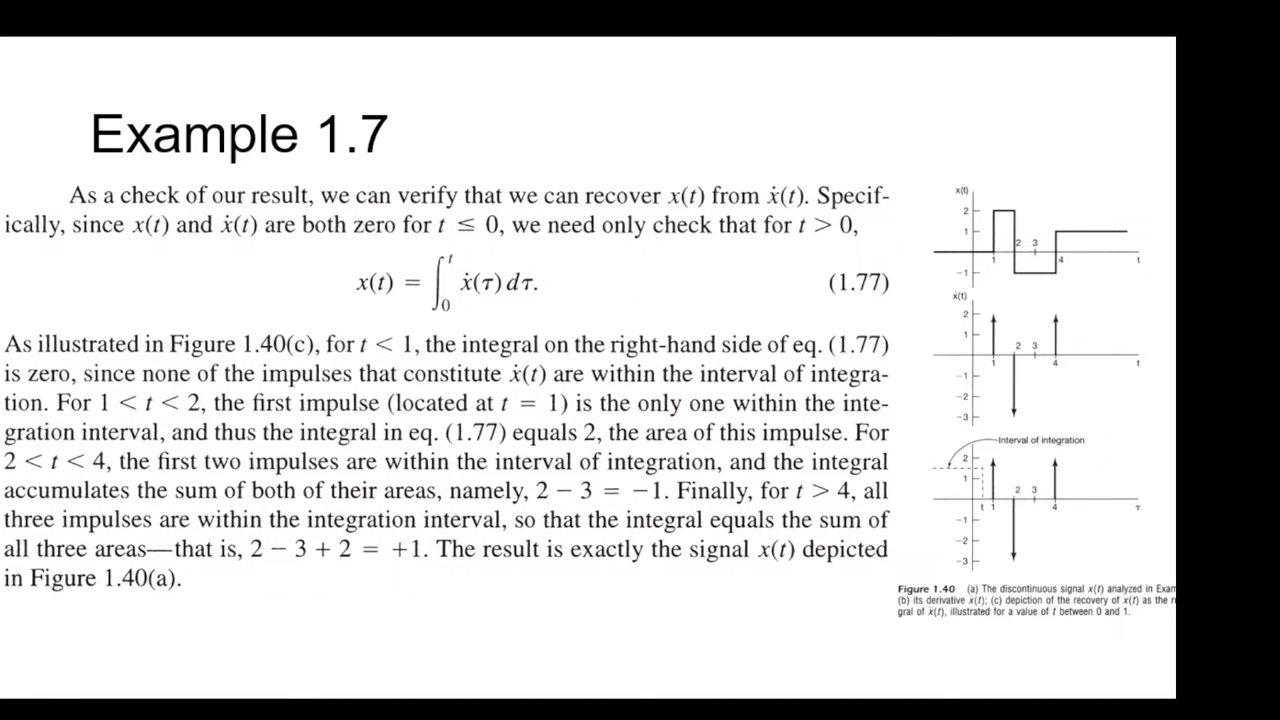 Example 1.7
As a check of our result, we can verify that we can recover x(t) from ẋ(t). Specif-
ically, since x(t) and ẋ(t) are both zero for t ≤ 0, we need only check that for t > 0,
x(t) = ∫₀ᵗ ẋ(τ) dτ. (1.77)
As illustrated in Figure 1.40(c), for t < 1, the integral on the right-hand side of eq. (1.77)
is zero, since none of the impulses that constitute ẋ(t) are within the interval of integra-
tion. For 1 < t < 2, the first impulse (located at t = 1) is the only one within the inte-
gration interval, and thus the integral in eq. (1.77) equals 2, the area of this impulse. For
2 < t < 4, the first two impulses are within the interval of integration, and the integral
accumulates the sum of both of their areas, namely, 2 − 3 = −1. Finally, for t > 4, all
three impulses are within the integration interval, so that the integral equals the sum of
all three areas—that is, 2 − 3 + 2 = +1. The result is exactly the signal x(t) depicted
in Figure 1.40(a).
x(t)
2
1
2 3
1 4 t
−1
ẋ(t)
2
1
2 3
1 4 t
−1
−2
−3
Interval of integration
2
1
2 3
t 1 4 τ
−1
−2
−3
Figure 1.40 (a) The discontinuous signal x(t) analyzed in Exam
(b) its derivative ẋ(t); (c) depiction of the recovery of x(t) as the
gral of ẋ(t), illustrated for a value of t between 0 and 1.